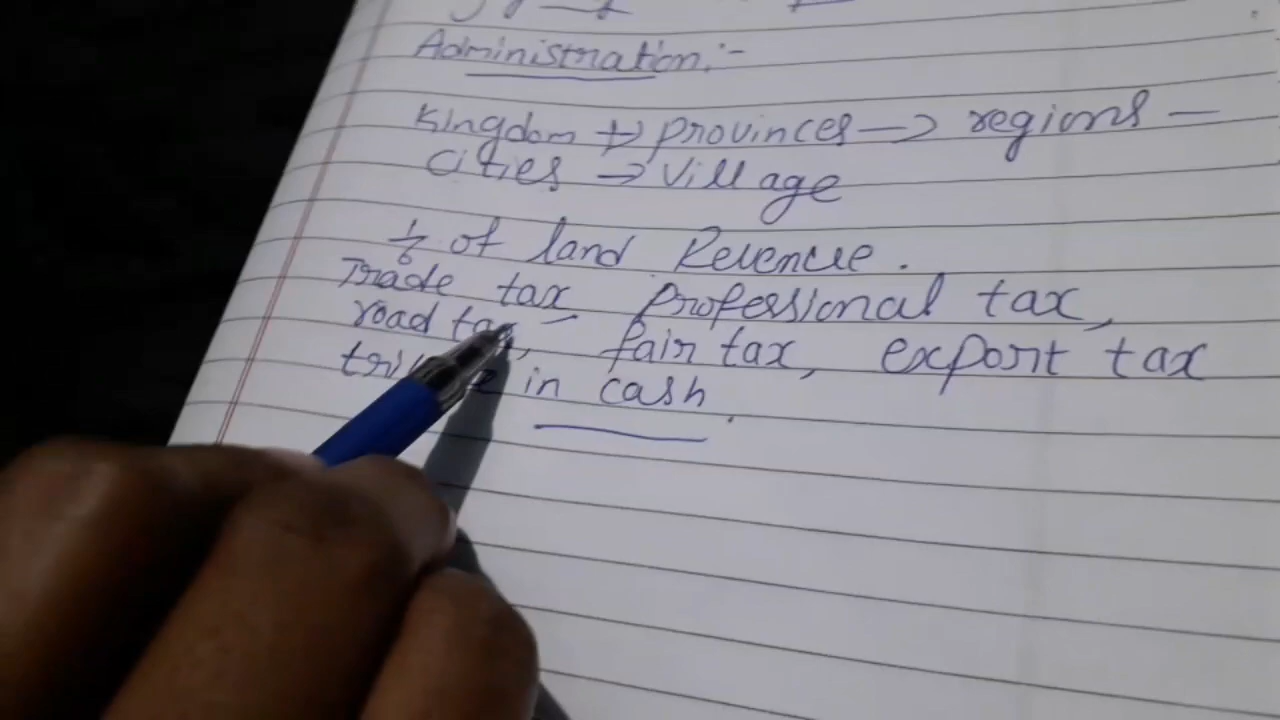 Administration:-
Kingdom → provinces → regions —
cities → Village
1/6 of land Revenue.
Trade tax, professional tax,
road tax, fair tax, export tax
in cash.